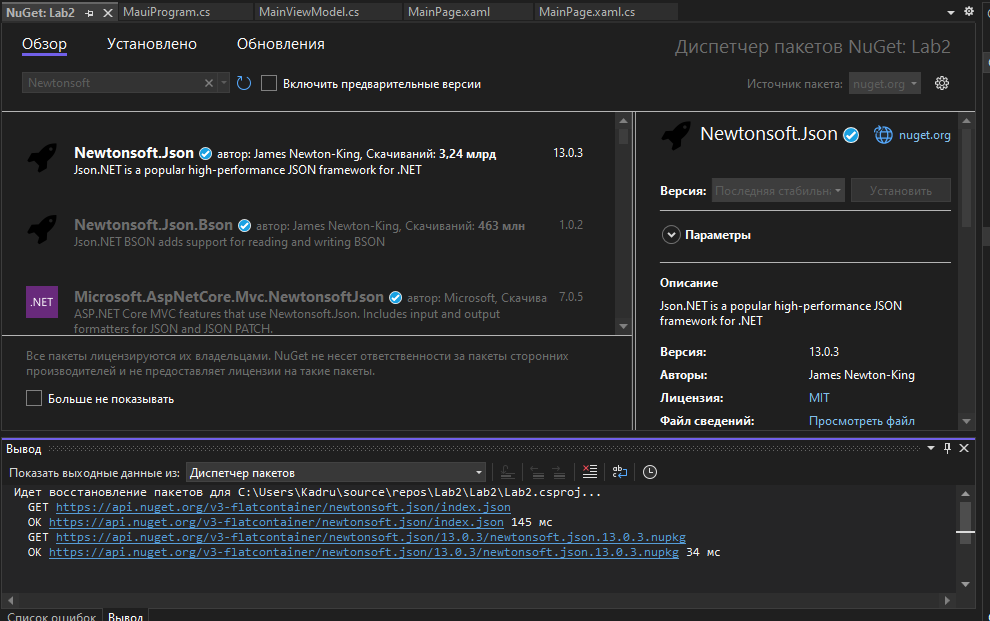 NuGet: Lab2 MauiProgram.cs MainViewModel.cs MainPage.xaml MainPage.xaml.cs
Обзор Установлено Обновления
Диспетчер пакетов NuGet: Lab2
Newtonsoft Включить предварительные версии Источник пакета: nuget.org
Newtonsoft.Json автор: James Newton-King, Скачиваний: 3,24 млрд 13.0.3
Json.NET is a popular high-performance JSON framework for .NET
Newtonsoft.Json.Bson автор: James Newton-King, Скачиваний: 463 млн 1.0.2
Json.NET BSON adds support for reading and writing BSON
.NET
Microsoft.AspNetCore.Mvc.NewtonsoftJson автор: Microsoft, Скачива 7.0.5
ASP.NET Core MVC features that use Newtonsoft.Json. Includes input and output
formatters for JSON and JSON PATCH.
Все пакеты лицензируются их владельцами. NuGet не несет ответственности за пакеты сторонних
производителей и не предоставляет лицензии на такие пакеты.
Больше не показывать
Newtonsoft.Json nuget.org
Версия: Последняя стабильн Установить
Параметры
Описание
Json.NET is a popular high-performance JSON
framework for .NET
Версия: 13.0.3
Авторы: James Newton-King
Лицензия: MIT
Файл сведений: Просмотреть файл
Вывод
Показать выходные данные из: Диспетчер пакетов
Идет восстановление пакетов для C:\Users\Kadru\source\repos\Lab2\Lab2\Lab2.csproj...
GET https://api.nuget.org/v3-flatcontainer/newtonsoft.json/index.json
OK https://api.nuget.org/v3-flatcontainer/newtonsoft.json/index.json 145 мс
GET https://api.nuget.org/v3-flatcontainer/newtonsoft.json/13.0.3/newtonsoft.json.13.0.3.nupkg
OK https://api.nuget.org/v3-flatcontainer/newtonsoft.json/13.0.3/newtonsoft.json.13.0.3.nupkg 34 мс
Список ошибок Вывод